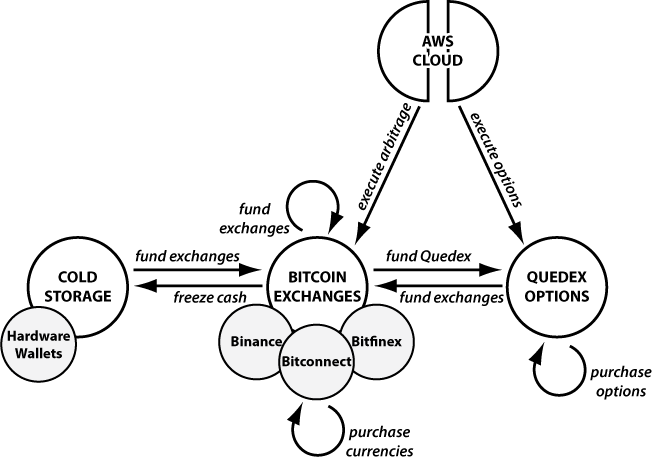 AWS
CLOUD
execute arbitrage
execute options
fund
exchanges
fund exchanges
fund Quedex
COLD
STORAGE
BITCOIN
EXCHANGES
QUEDEX
OPTIONS
freeze cash
fund exchanges
Hardware
Wallets
Binance
Bitconnect
Bitfinex
purchase
options
purchase
currencies